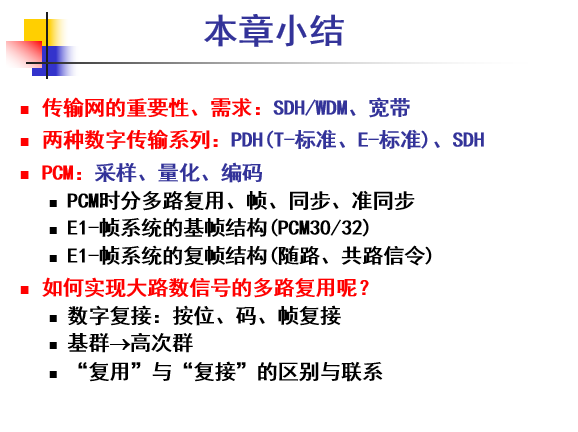 本章小结
传输网的重要性、需求：SDH/WDM、宽带
两种数字传输系列：PDH(T-标准、E-标准)、SDH
PCM：采样、量化、编码
PCM时分多路复用、帧、同步、准同步
E1-帧系统的基帧结构(PCM30/32)
E1-帧系统的复帧结构(随路、共路信令)
如何实现大路数信号的多路复用呢？
数字复接：按位、码、帧复接
基群→高次群
“复用”与“复接”的区别与联系